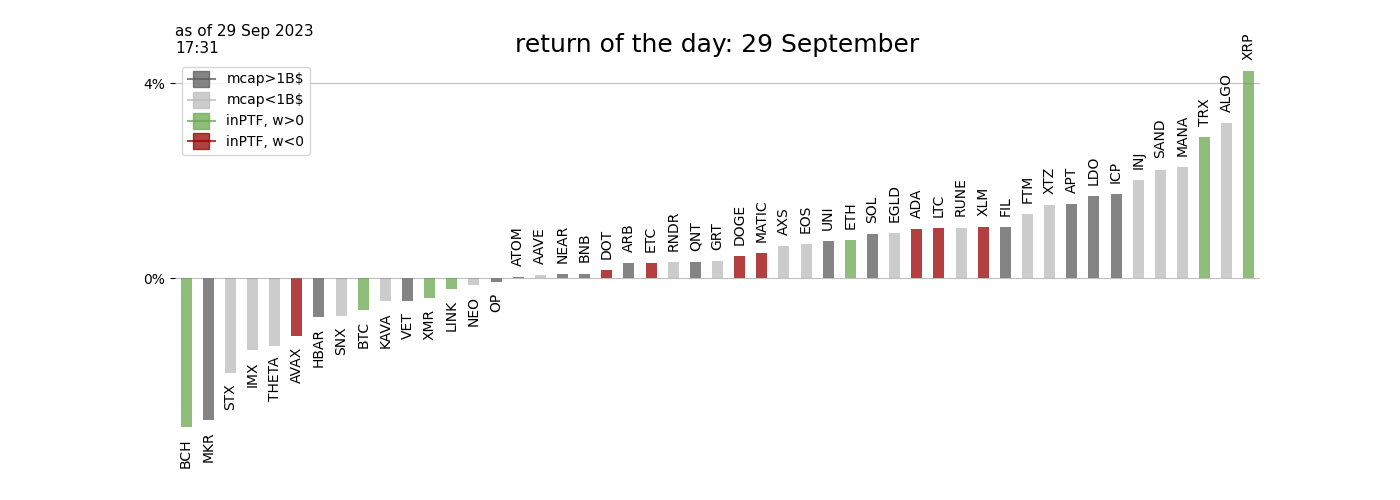 as of 29 Sep 2023
17:31
return of the day: 29 September
4%
0%
mcap>1B$
mcap<1B$
inPTF, w>0
inPTF, w<0
BCH
MKR
STX
IMX
THETA
AVAX
HBAR
SNX
BTC
KAVA
VET
XMR
LINK
NEO
OP
ATOM
AAVE
NEAR
BNB
DOT
ARB
ETC
RNDR
QNT
GRT
DOGE
MATIC
AXS
EOS
UNI
ETH
SOL
EGLD
ADA
LTC
RUNE
XLM
FIL
FTM
XTZ
APT
LDO
ICP
INJ
SAND
MANA
TRX
ALGO
XRP